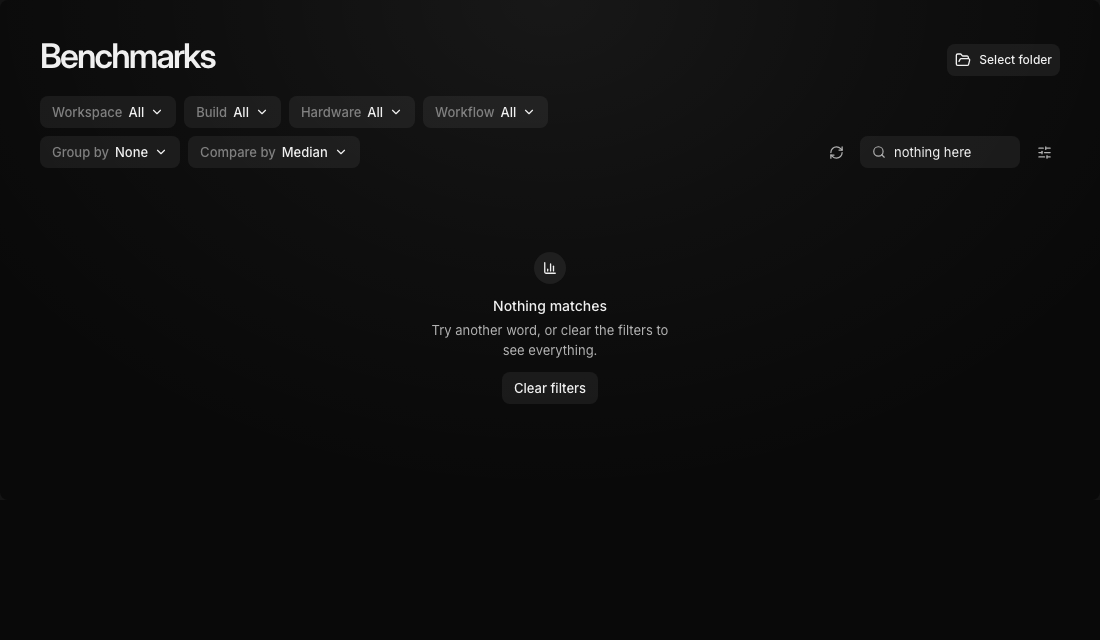 Benchmarks
Select folder
Workspace All
Build All
Hardware All
Workflow All
Group by None
Compare by Median
nothing here
Nothing matches
Try another word, or clear the filters to
see everything.
Clear filters